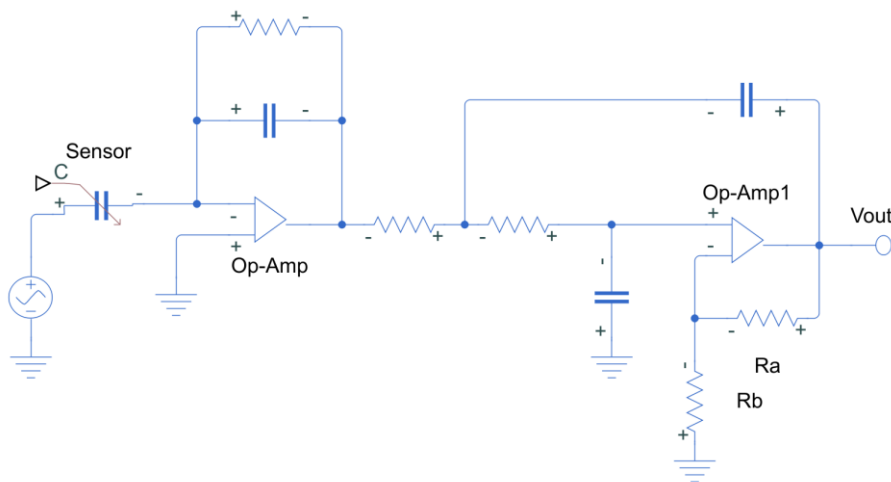 Sensor
C
Op-Amp
Op-Amp1
Vout
Ra
Rb